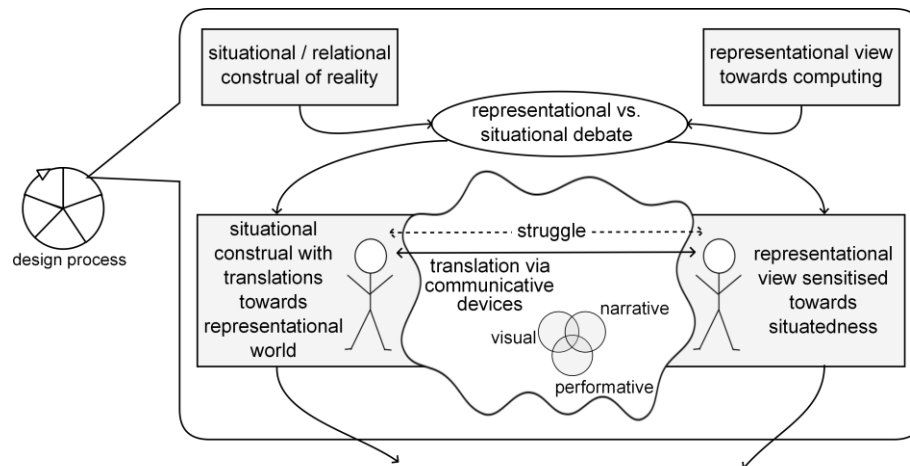 situational / relational
construal of reality
representational view
towards computing
representational vs.
situational debate
design process
situational
construal with
translations
towards
representational
world
struggle
translation via
communicative
devices
narrative
visual
performative
representational
view sensitised
towards
situatedness